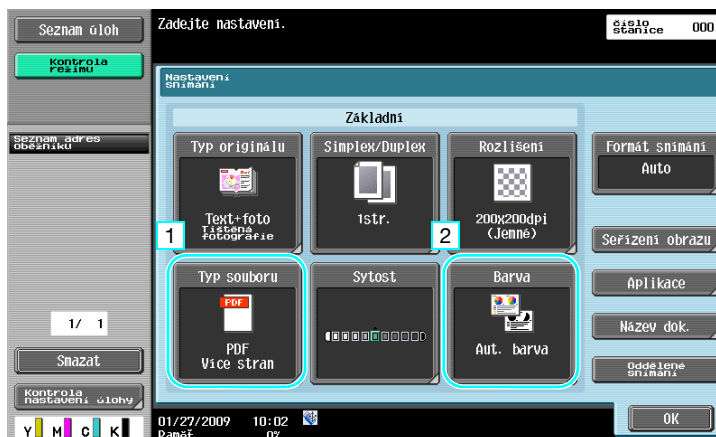 Seznam úloh
Kontrola
režimu
Seznam adres
oběžníku
1/ 1
Smazat
Kontrola
nastavení úlohy
Y M C K
Zadejte nastavení.
číslo
stanice 000
Nastavení
snímání
Základní
Typ originálu
Text+foto
Tištěná
fotografie
Simplex/Duplex
1str.
Rozlišení
200x200dpi
(Jemné)
1
Typ souboru
PDF
PDF
Více stran
Sytost
2
Barva
Aut. barva
Formát snímání
Auto
Seřízení obrazu
Aplikace
Název dok.
Oddělené
snímání
01/27/2009 10:02
Paměť 0%
OK